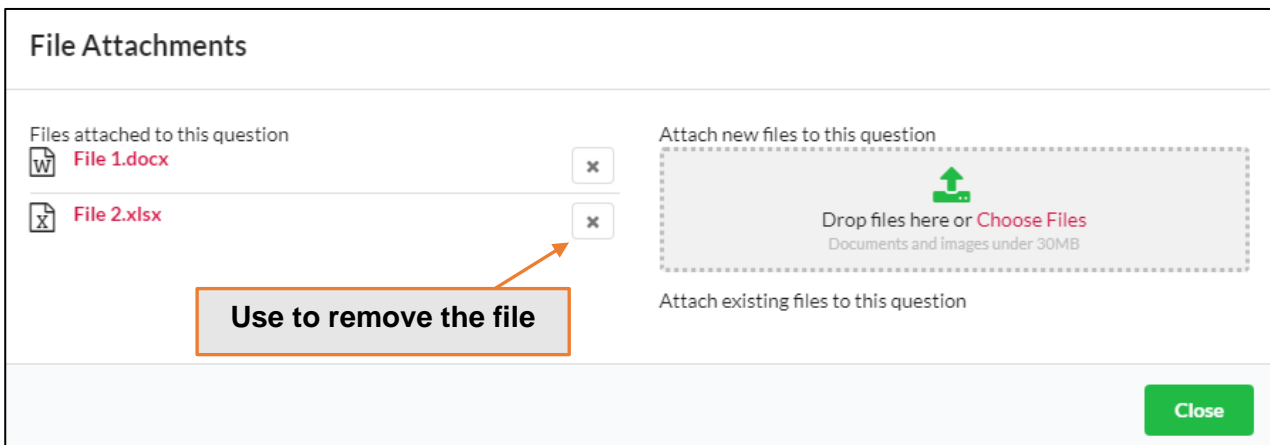 File Attachments
Files attached to this question
File 1.docx
File 2.xlsx
Use to remove the file
Attach new files to this question
Drop files here or Choose Files
Documents and images under 30MB
Attach existing files to this question
Close